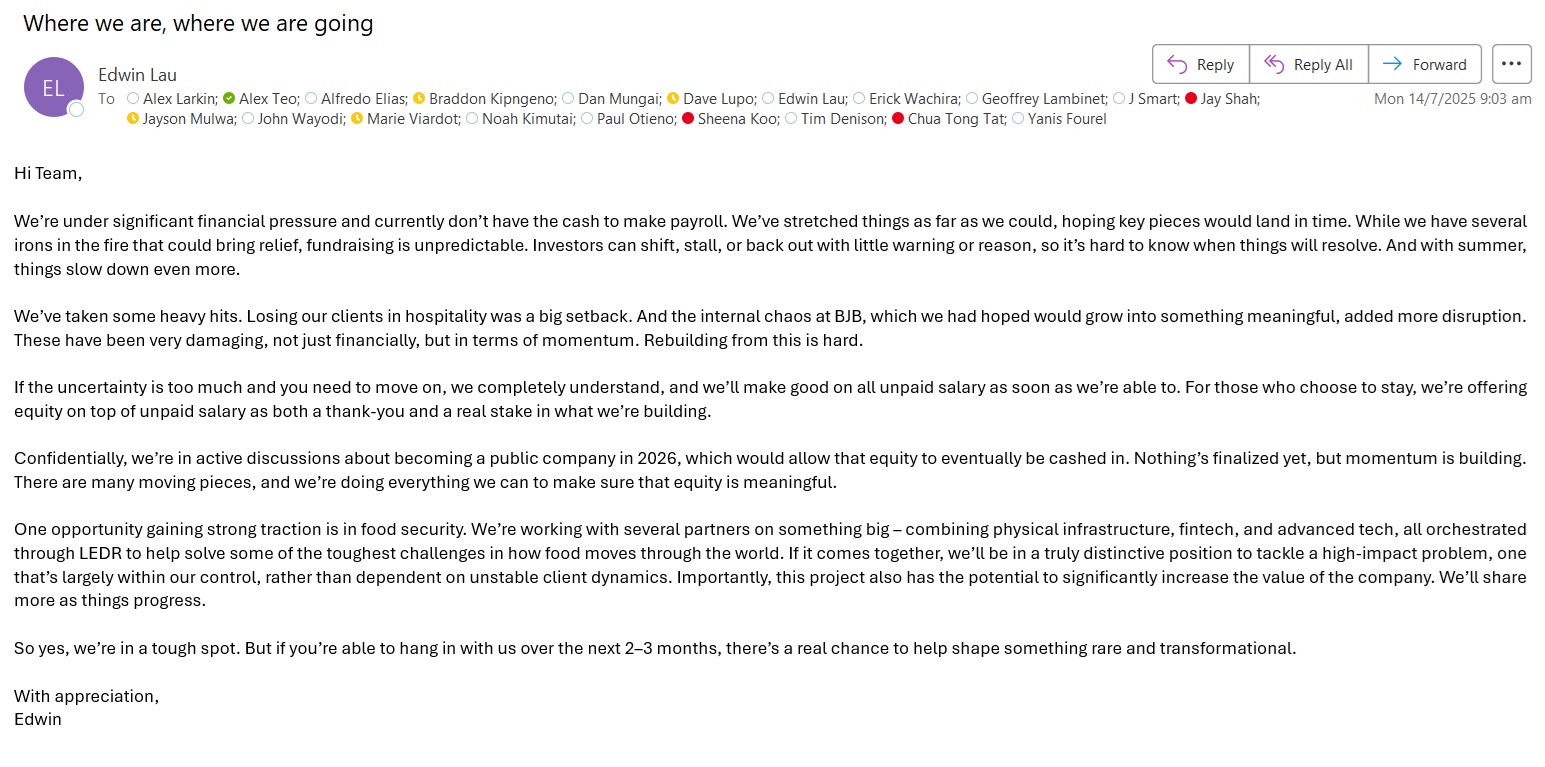 Where we are, where we are going
EL
Edwin Lau
Reply
Reply All
Forward
To Alex Larkin; Alex Teo; Alfredo Elias; Braddon Kipngeno; Dan Mungai; Dave Lupo; Edwin Lau; Erick Wachira; Geoffrey Lambinet; J Smart; Jay Shah;
Mon 14/7/2025 9:03 am
Jayson Mulwa; John Wayodi; Marie Viardot; Noah Kimutai; Paul Otieno; Sheena Koo; Tim Denison; Chua Tong Tat; Yanis Fourel
Hi Team,
We’re under significant financial pressure and currently don’t have the cash to make payroll. We’ve stretched things as far as we could, hoping key pieces would land in time. While we have several
irons in the fire that could bring relief, fundraising is unpredictable. Investors can shift, stall, or back out with little warning or reason, so it’s hard to know when things will resolve. And with summer,
things slow down even more.
We’ve taken some heavy hits. Losing our clients in hospitality was a big setback. And the internal chaos at BJB, which we had hoped would grow into something meaningful, added more disruption.
These have been very damaging, not just financially, but in terms of momentum. Rebuilding from this is hard.
If the uncertainty is too much and you need to move on, we completely understand, and we’ll make good on all unpaid salary as soon as we’re able to. For those who choose to stay, we’re offering
equity on top of unpaid salary as both a thank-you and a real stake in what we’re building.
Confidentially, we’re in active discussions about becoming a public company in 2026, which would allow that equity to eventually be cashed in. Nothing’s finalized yet, but momentum is building.
There are many moving pieces, and we’re doing everything we can to make sure that equity is meaningful.
One opportunity gaining strong traction is in food security. We’re working with several partners on something big – combining physical infrastructure, fintech, and advanced tech, all orchestrated
through LEDR to help solve some of the toughest challenges in how food moves through the world. If it comes together, we’ll be in a truly distinctive position to tackle a high-impact problem, one
that’s largely within our control, rather than dependent on unstable client dynamics. Importantly, this project also has the potential to significantly increase the value of the company. We’ll share
more as things progress.
So yes, we’re in a tough spot. But if you’re able to hang in with us over the next 2–3 months, there’s a real chance to help shape something rare and transformational.
With appreciation,
Edwin